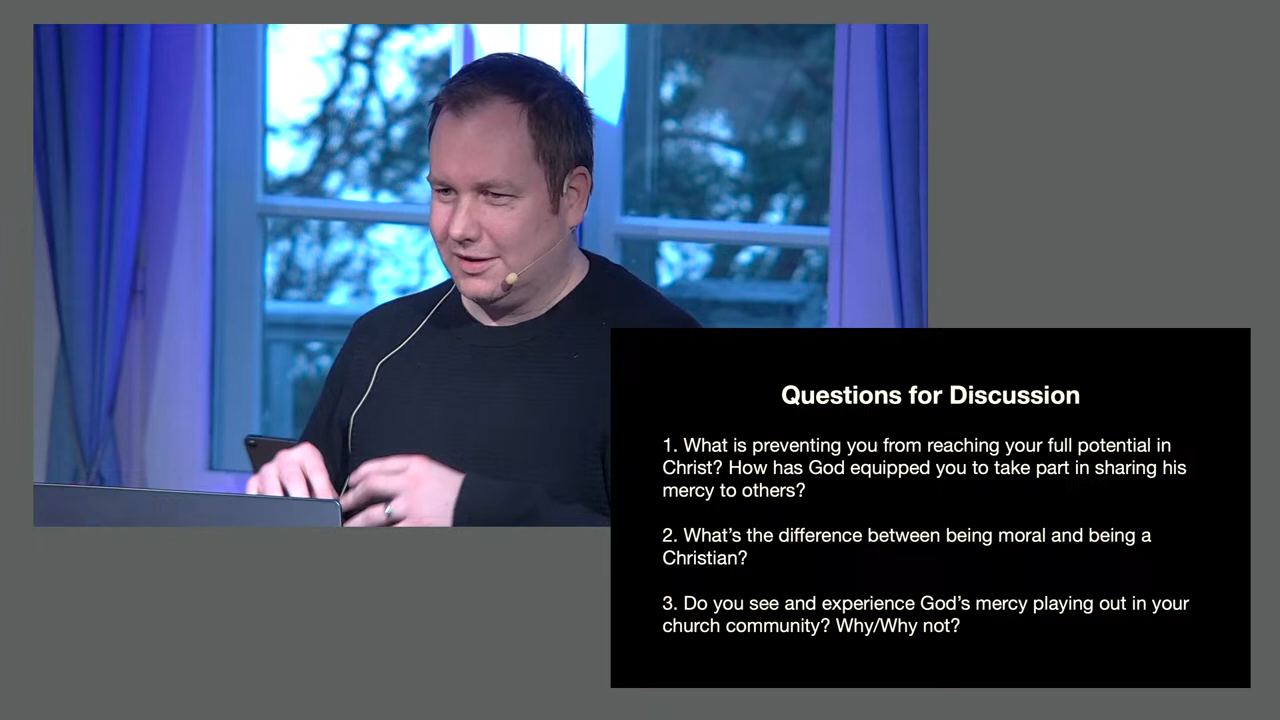 Questions for Discussion
1. What is preventing you from reaching your full potential in
Christ? How has God equipped you to take part in sharing his
mercy to others?
2. What’s the difference between being moral and being a
Christian?
3. Do you see and experience God’s mercy playing out in your
church community? Why/Why not?